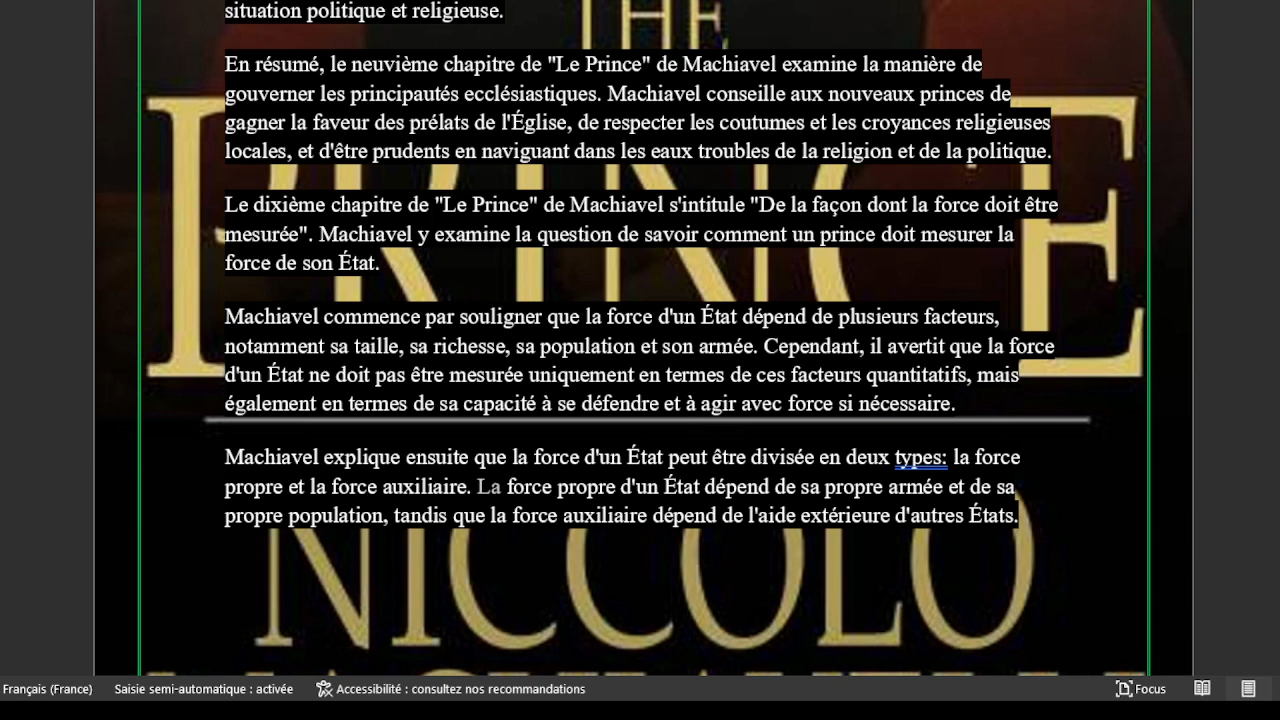 situation politique et religieuse.
THE
En résumé, le neuvième chapitre de "Le Prince" de Machiavel examine la manière de
gouverner les principautés ecclésiastiques. Machiavel conseille aux nouveaux princes de
gagner la faveur des prélats de l'Église, de respecter les coutumes et les croyances religieuses
locales, et d'être prudents en naviguant dans les eaux troubles de la religion et de la politique.
PRINCE
Le dixième chapitre de "Le Prince" de Machiavel s'intitule "De la façon dont la force doit être
mesurée". Machiavel y examine la question de savoir comment un prince doit mesurer la
force de son État.
Machiavel commence par souligner que la force d'un État dépend de plusieurs facteurs,
notamment sa taille, sa richesse, sa population et son armée. Cependant, il avertit que la force
d'un État ne doit pas être mesurée uniquement en termes de ces facteurs quantitatifs, mais
également en termes de sa capacité à se défendre et à agir avec force si nécessaire.
Machiavel explique ensuite que la force d'un État peut être divisée en deux types: la force
propre et la force auxiliaire. La force propre d'un État dépend de sa propre armée et de sa
propre population, tandis que la force auxiliaire dépend de l'aide extérieure d'autres États.
NICCOLO
Français (France) Saisie semi-automatique : activée Accessibilité : consultez nos recommandations Focus